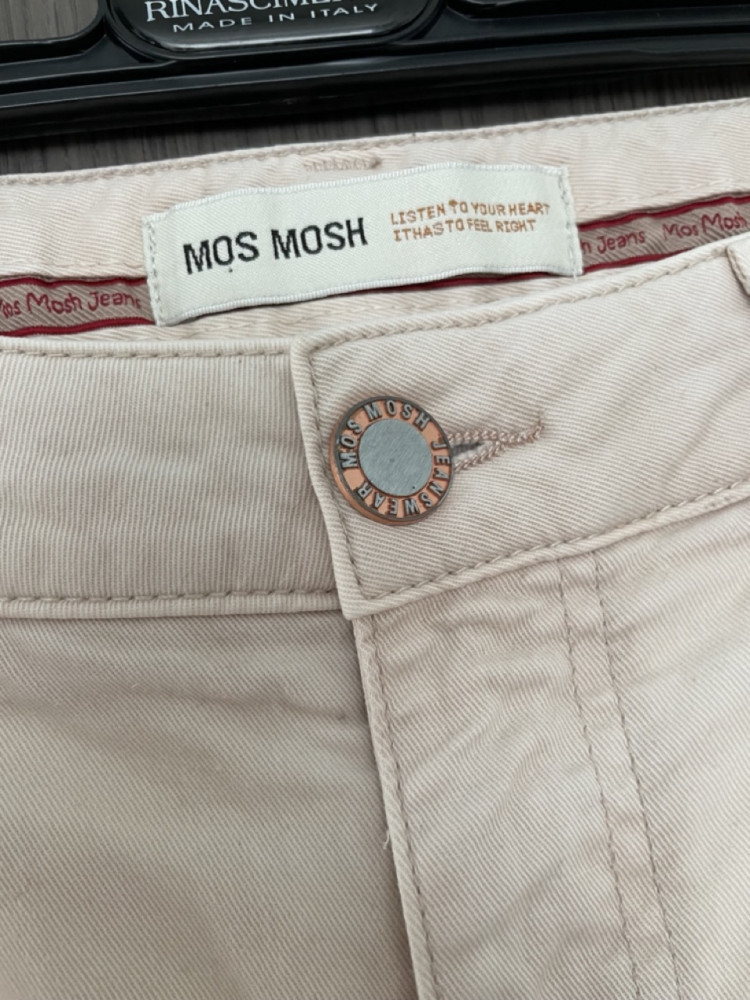 MADE IN ITALY
MOS MOSH
LISTEN TO YOUR HEART
IT HAS TO FEEL RIGHT
Mos Mosh Jeans
Jeans Mos Mosh
MOS MOSH JEANSWEAR